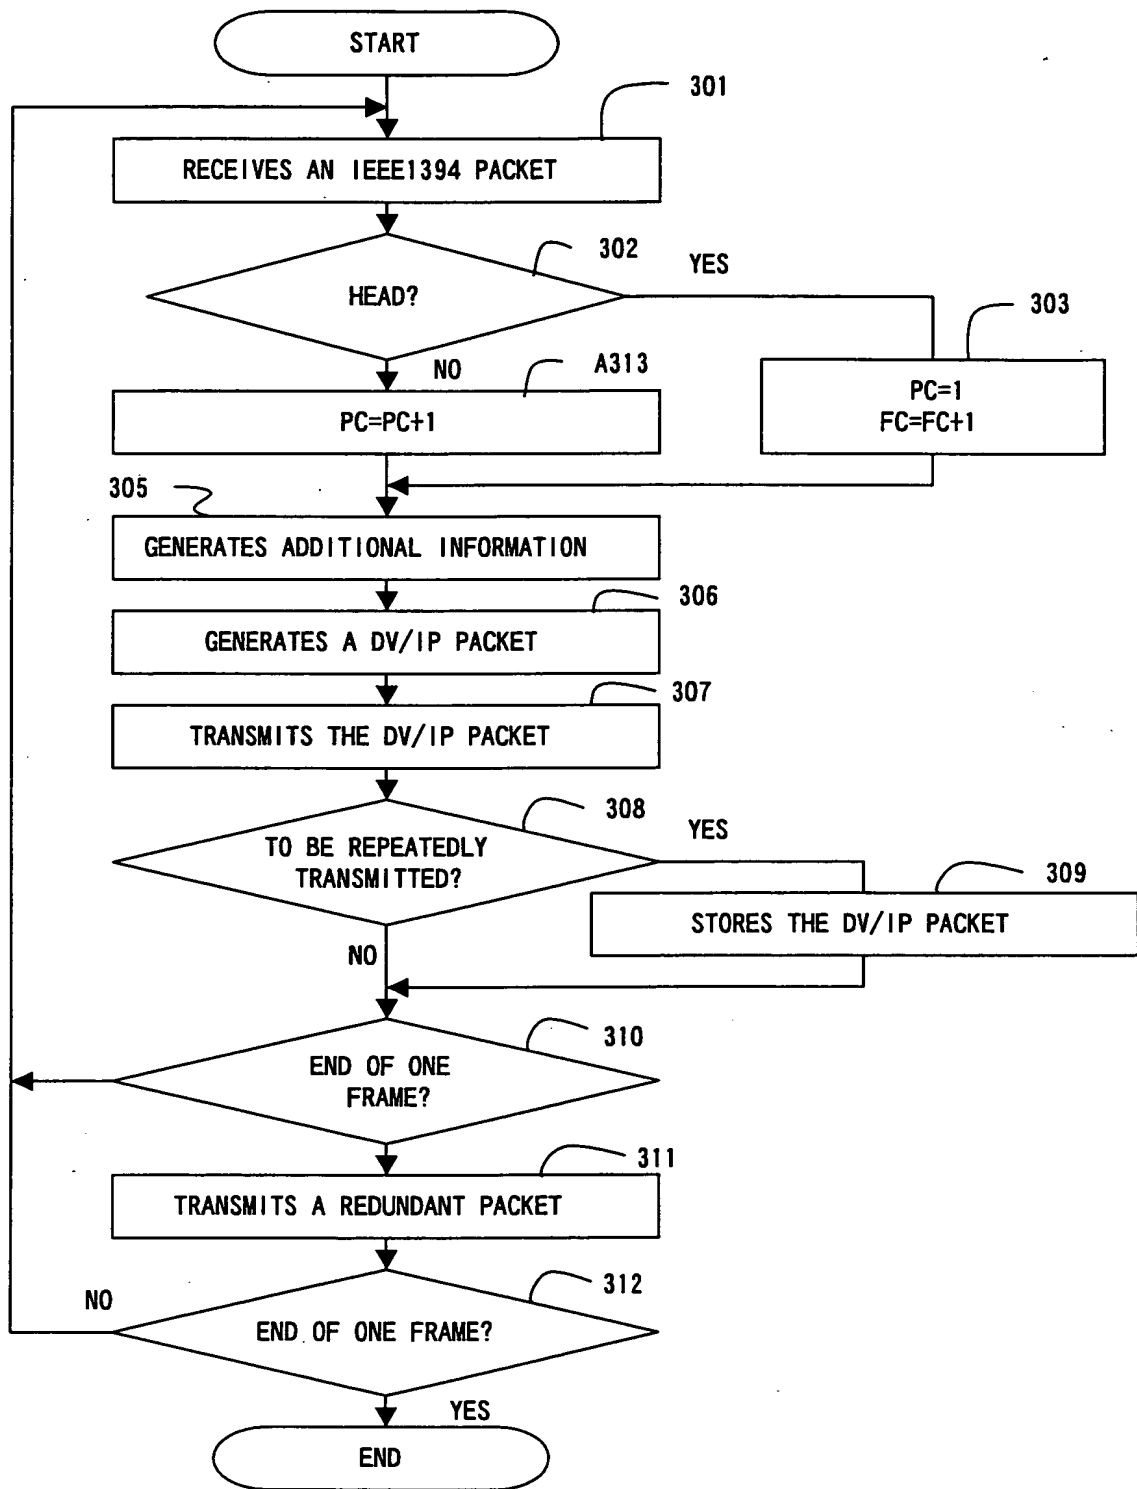 START
301
RECEIVES AN IEEE1394 PACKET
302
YES
HEAD?
303
NO
A313
PC=PC+1
PC=1
FC=FC+1
305
GENERATES ADDITIONAL INFORMATION
306
GENERATES A DV/IP PACKET
307
TRANSMITS THE DV/IP PACKET
308
YES
TO BE REPEATEDLY
TRANSMITTED?
309
STORES THE DV/IP PACKET
NO
310
END OF ONE
FRAME?
311
TRANSMITS A REDUNDANT PACKET
312
NO
END OF ONE FRAME?
YES
END